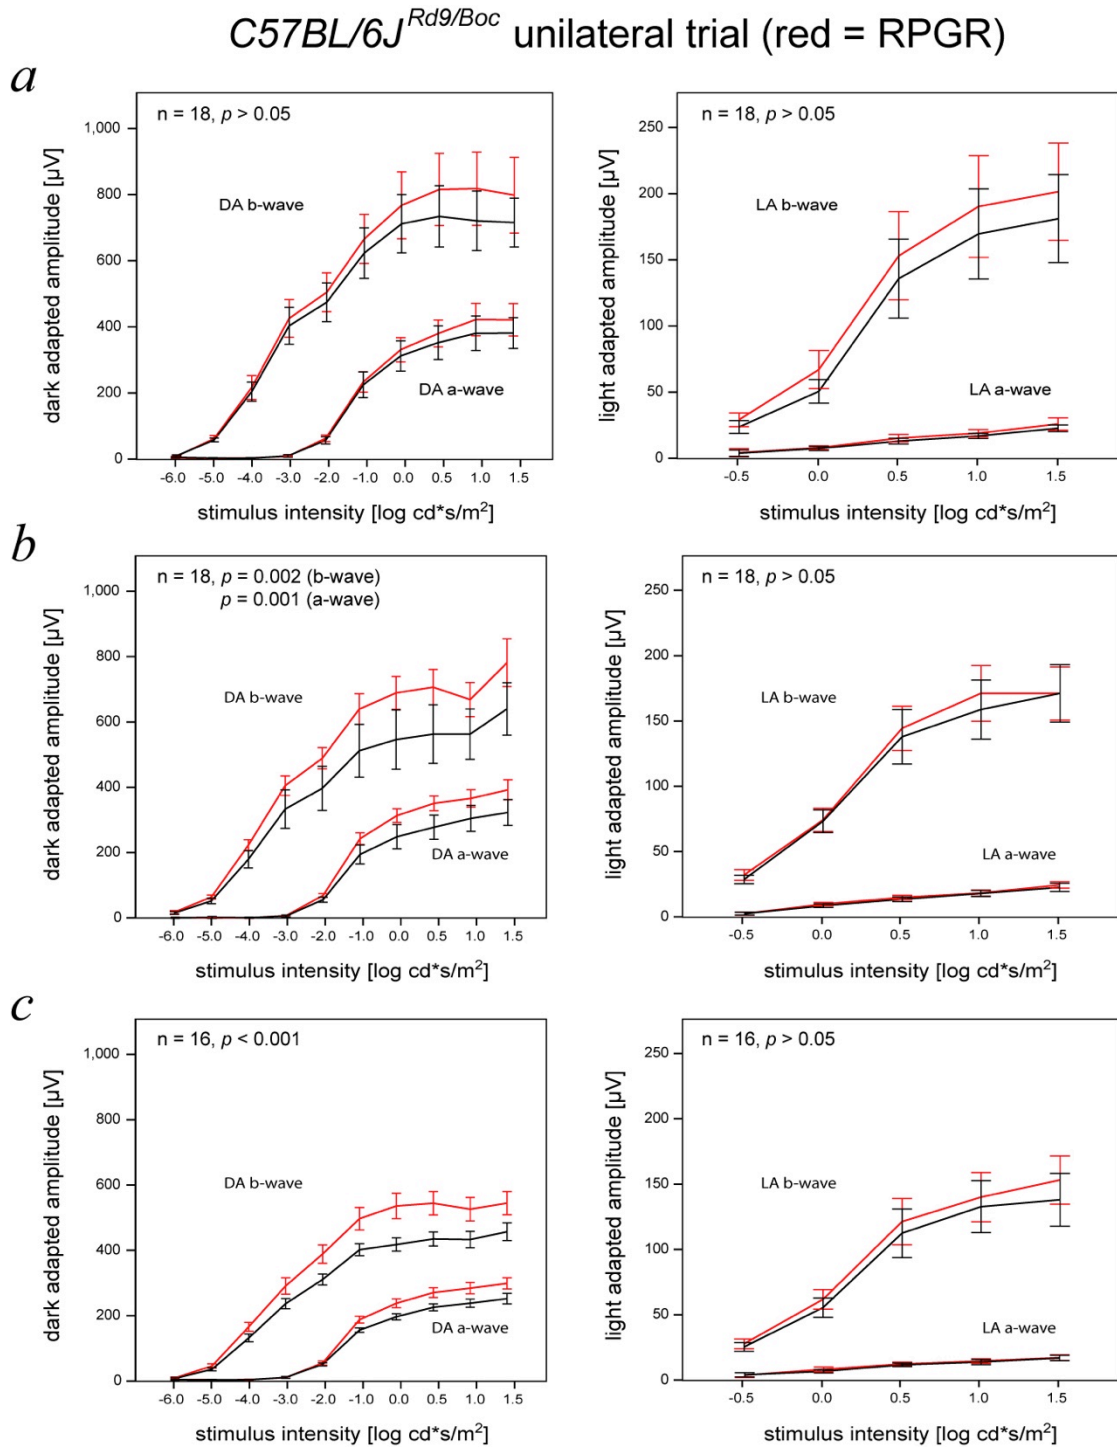 C57BL/6J^Rd9/Boc unilateral trial (red = RPGR)
a
n = 18, p > 0.05
dark adapted amplitude [µV]
1,000
800
600
400
200
0
DA b-wave
DA a-wave
-6.0 -5.0 -4.0 -3.0 -2.0 -1.0 0.0 0.5 1.0 1.5
stimulus intensity [log cd*s/m²]
n = 18, p > 0.05
light adapted amplitude [µV]
250
200
150
100
50
0
LA b-wave
LA a-wave
-0.5 0.0 0.5 1.0 1.5
stimulus intensity [log cd*s/m²]
b
n = 18, p = 0.002 (b-wave)
p = 0.001 (a-wave)
dark adapted amplitude [µV]
1,000
800
600
400
200
0
DA b-wave
DA a-wave
-6.0 -5.0 -4.0 -3.0 -2.0 -1.0 0.0 0.5 1.0 1.5
stimulus intensity [log cd*s/m²]
n = 18, p > 0.05
light adapted amplitude [µV]
250
200
150
100
50
0
LA b-wave
LA a-wave
-0.5 0.0 0.5 1.0 1.5
stimulus intensity [log cd*s/m²]
c
n = 16, p < 0.001
dark adapted amplitude [µV]
1,000
800
600
400
200
0
DA b-wave
DA a-wave
-6.0 -5.0 -4.0 -3.0 -2.0 -1.0 0.0 0.5 1.0 1.5
stimulus intensity [log cd*s/m²]
n = 16, p > 0.05
light adapted amplitude [µV]
250
200
150
100
50
0
LA b-wave
LA a-wave
-0.5 0.0 0.5 1.0 1.5
stimulus intensity [log cd*s/m²]